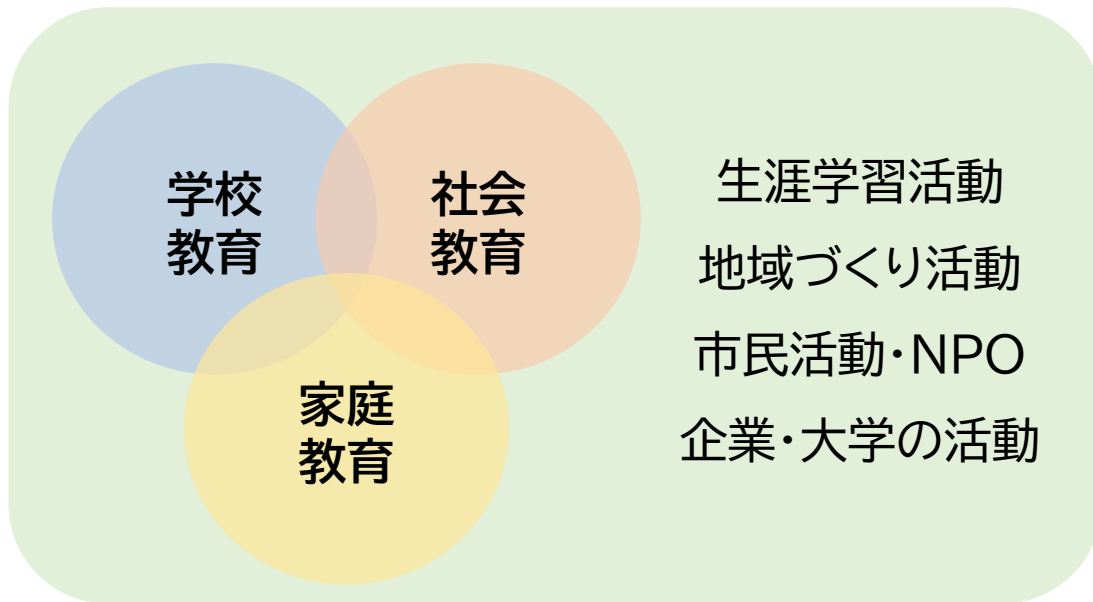 学校
教育
社会
教育
家庭
教育
生涯学習活動
地域づくり活動
市民活動・NPO
企業・大学の活動